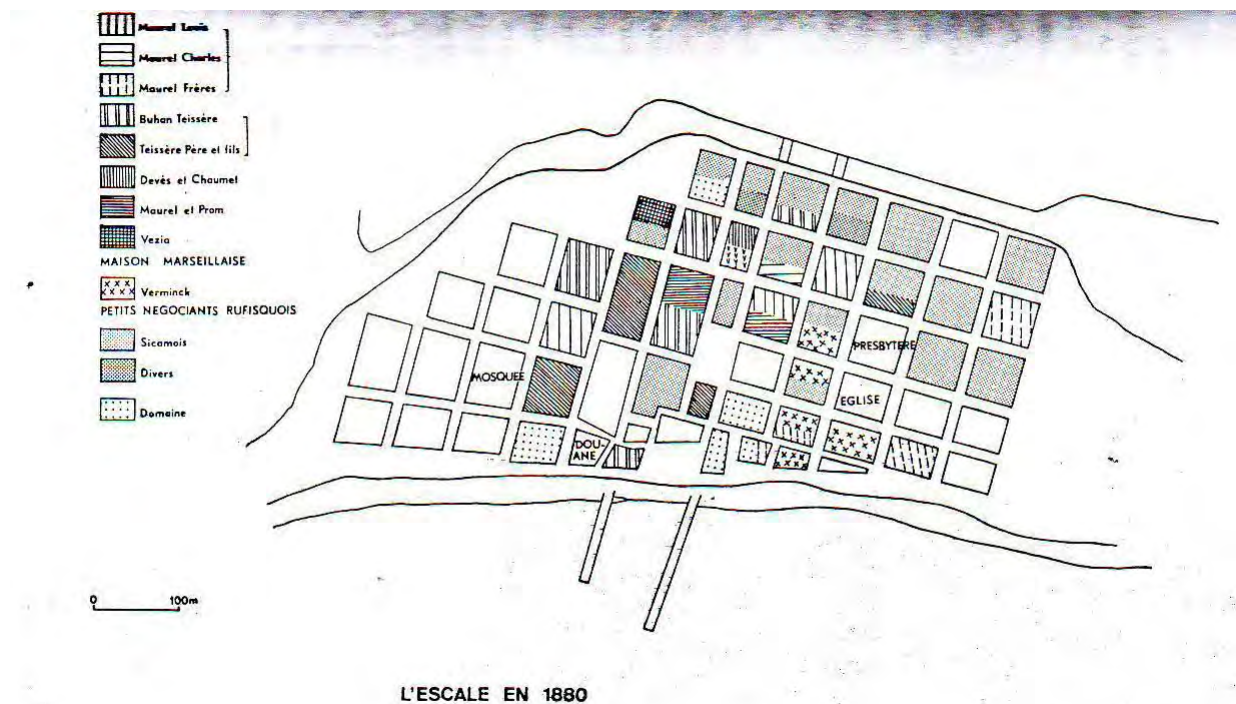 Maurel Louis
Maurel Charles
Maurel Frères
Buhan Teissère
Teissère Père et fils
Devès et Chaumet
Maurel et Prom
Vezia
MAISON MARSEILLAISE
Verminck
PETITS NEGOCIANTS RUFISQUOIS
Sicamois
Divers
Domaine
PRESBYTERE
MOSQUEE
EGLISE
DOU-
ANE
0 100m
L'ESCALE EN 1880